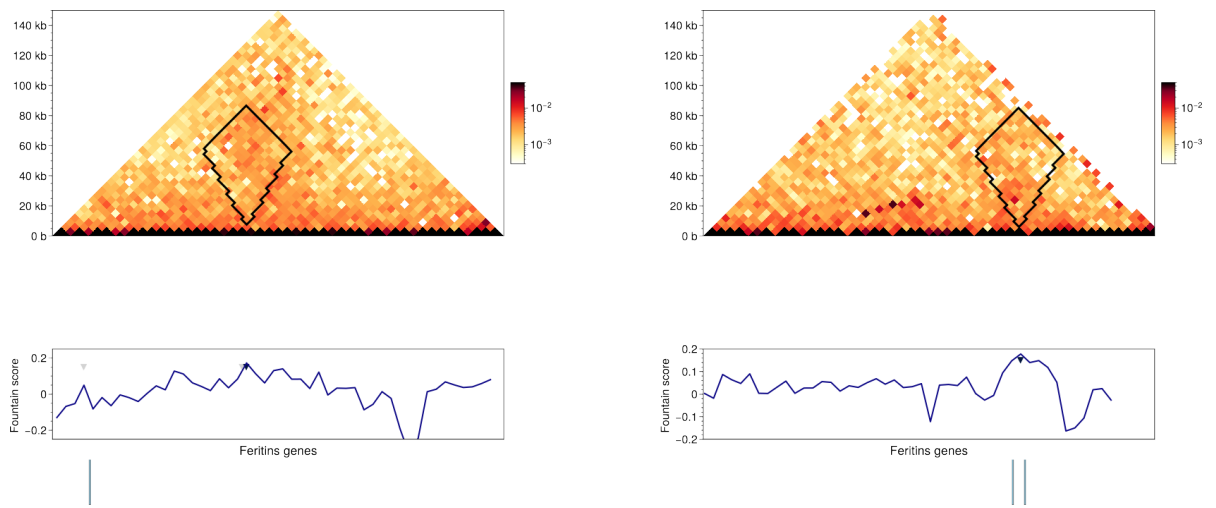 140 kb
120 kb
100 kb
80 kb
60 kb
40 kb
20 kb
0 b
10⁻²
10⁻³
140 kb
120 kb
100 kb
80 kb
60 kb
40 kb
20 kb
0 b
10⁻²
10⁻³
Fountain score
0.2
0
−0.2
Feritins genes
Fountain score
0.2
0.1
0
−0.1
−0.2
Feritins genes